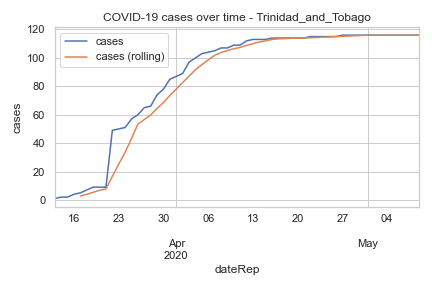 COVID-19 cases over time - Trinidad_and_Tobago
120
100
80
60
40
20
0
cases
cases
cases (rolling)
16 23 30 06 13 20 27 04
Apr May
2020
dateRep